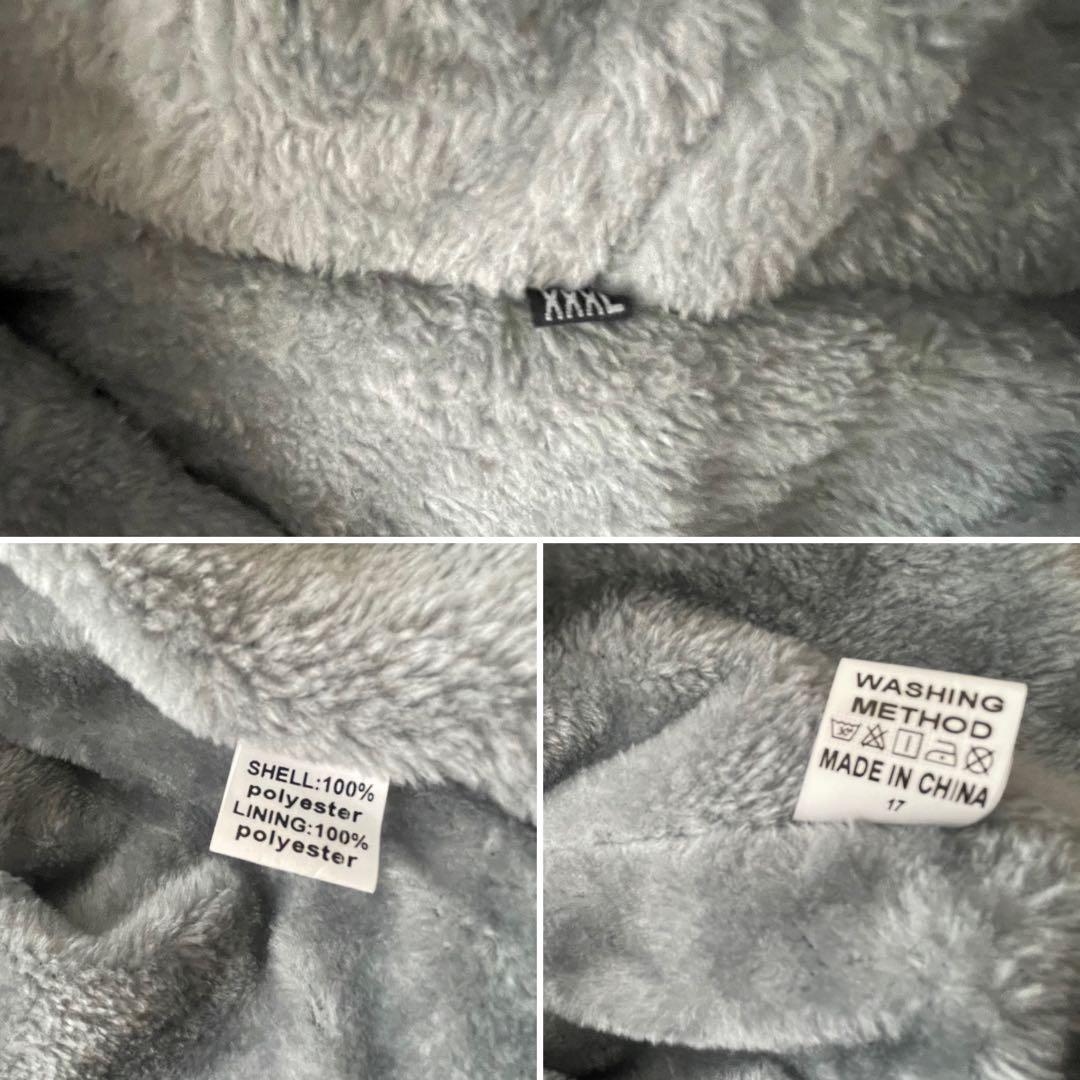 XXXL
SHELL:100%
polyester
LINING:100%
polyester
WASHING
METHOD
MADE IN CHINA
17